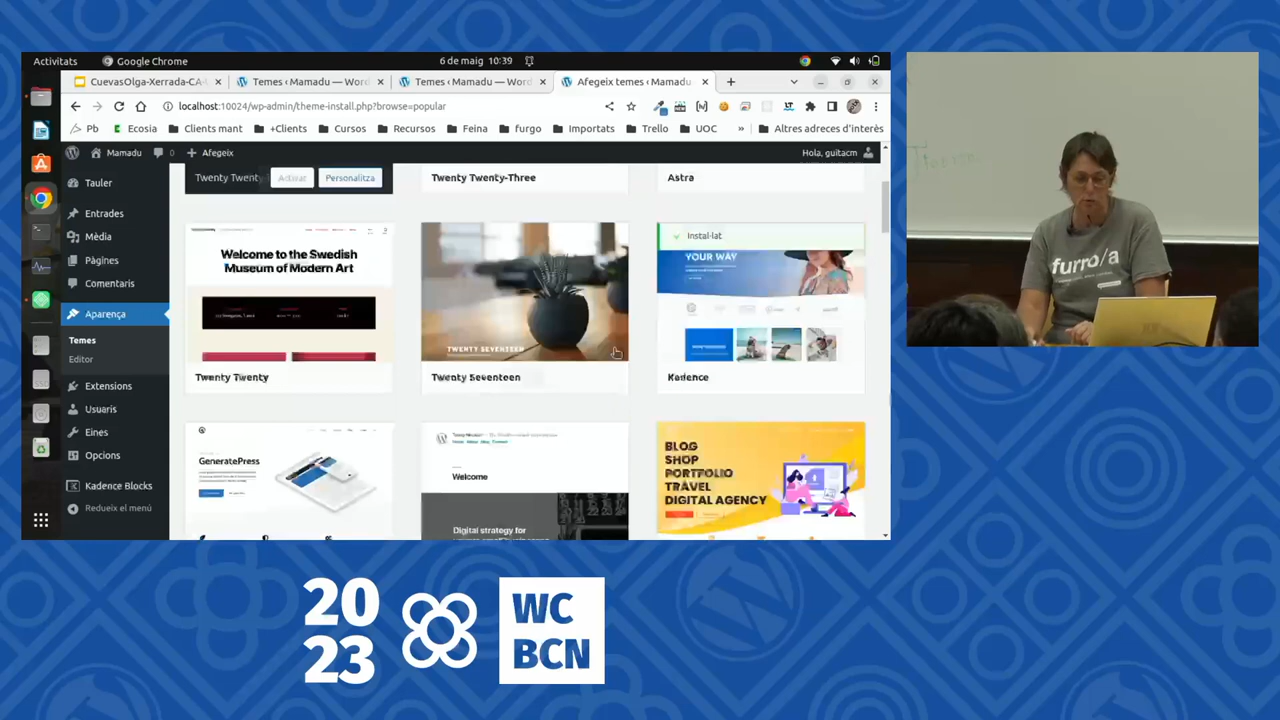 Activitats
Google Chrome
6 de maig 10:39
CuevasOlga-Xerrada-CA-
Temes ‹ Mamadu — Word
Temes ‹ Mamadu — Word
Afegeix temes ‹ Mamadu
localhost:10024/wp-admin/theme-install.php?browse=popular
Pb
Ecosia
Clients mant
+Clients
Cursos
Recursos
Feina
furgo
Importats
Trello
UOC
»
Altres adreces d'interès
Mamadu
0
Afegeix
Hola, guitacm
Tauler
Entrades
Mèdia
Pàgines
Comentaris
Aparença
Temes
Editor
Extensions
Usuaris
Eines
Opcions
Kadence Blocks
Redueix el menú
Twenty Twenty-
Activar
Personalitza
Twenty Twenty-Three
Astra
Welcome to the Swedish
Museum of Modern Art
Twenty Twenty
TWENTY SEVENTEEN
Twenty Seventeen
Instal·lat
YOUR WAY
Kadence
GeneratePress
Welcome
Digital strategy for
BLOG
SHOP
PORTFOLIO
TRAVEL
DIGITAL AGENCY
furro/a
20
23
WC
BCN